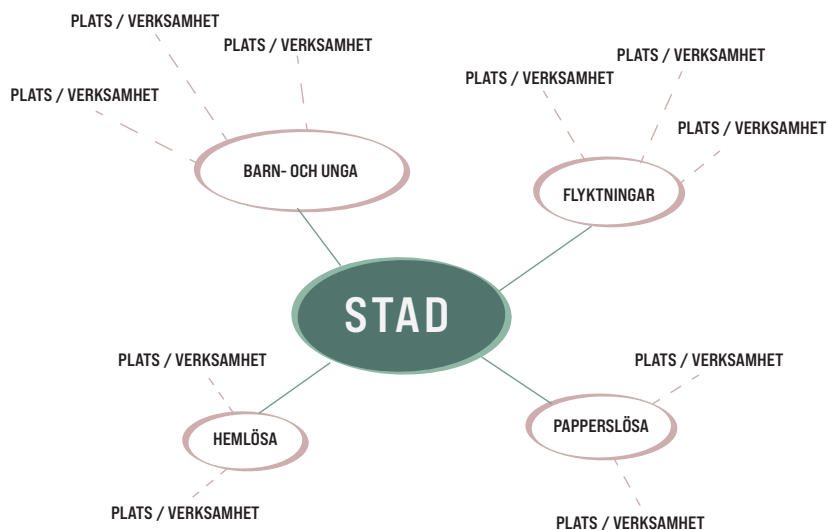 PLATS / VERKSAMHET
PLATS / VERKSAMHET
PLATS / VERKSAMHET
BARN- OCH UNGA
PLATS / VERKSAMHET
PLATS / VERKSAMHET
PLATS / VERKSAMHET
FLYKTNINGAR
STAD
PLATS / VERKSAMHET
HEMLÖSA
PLATS / VERKSAMHET
PLATS / VERKSAMHET
PAPPERSLÖSA
PLATS / VERKSAMHET